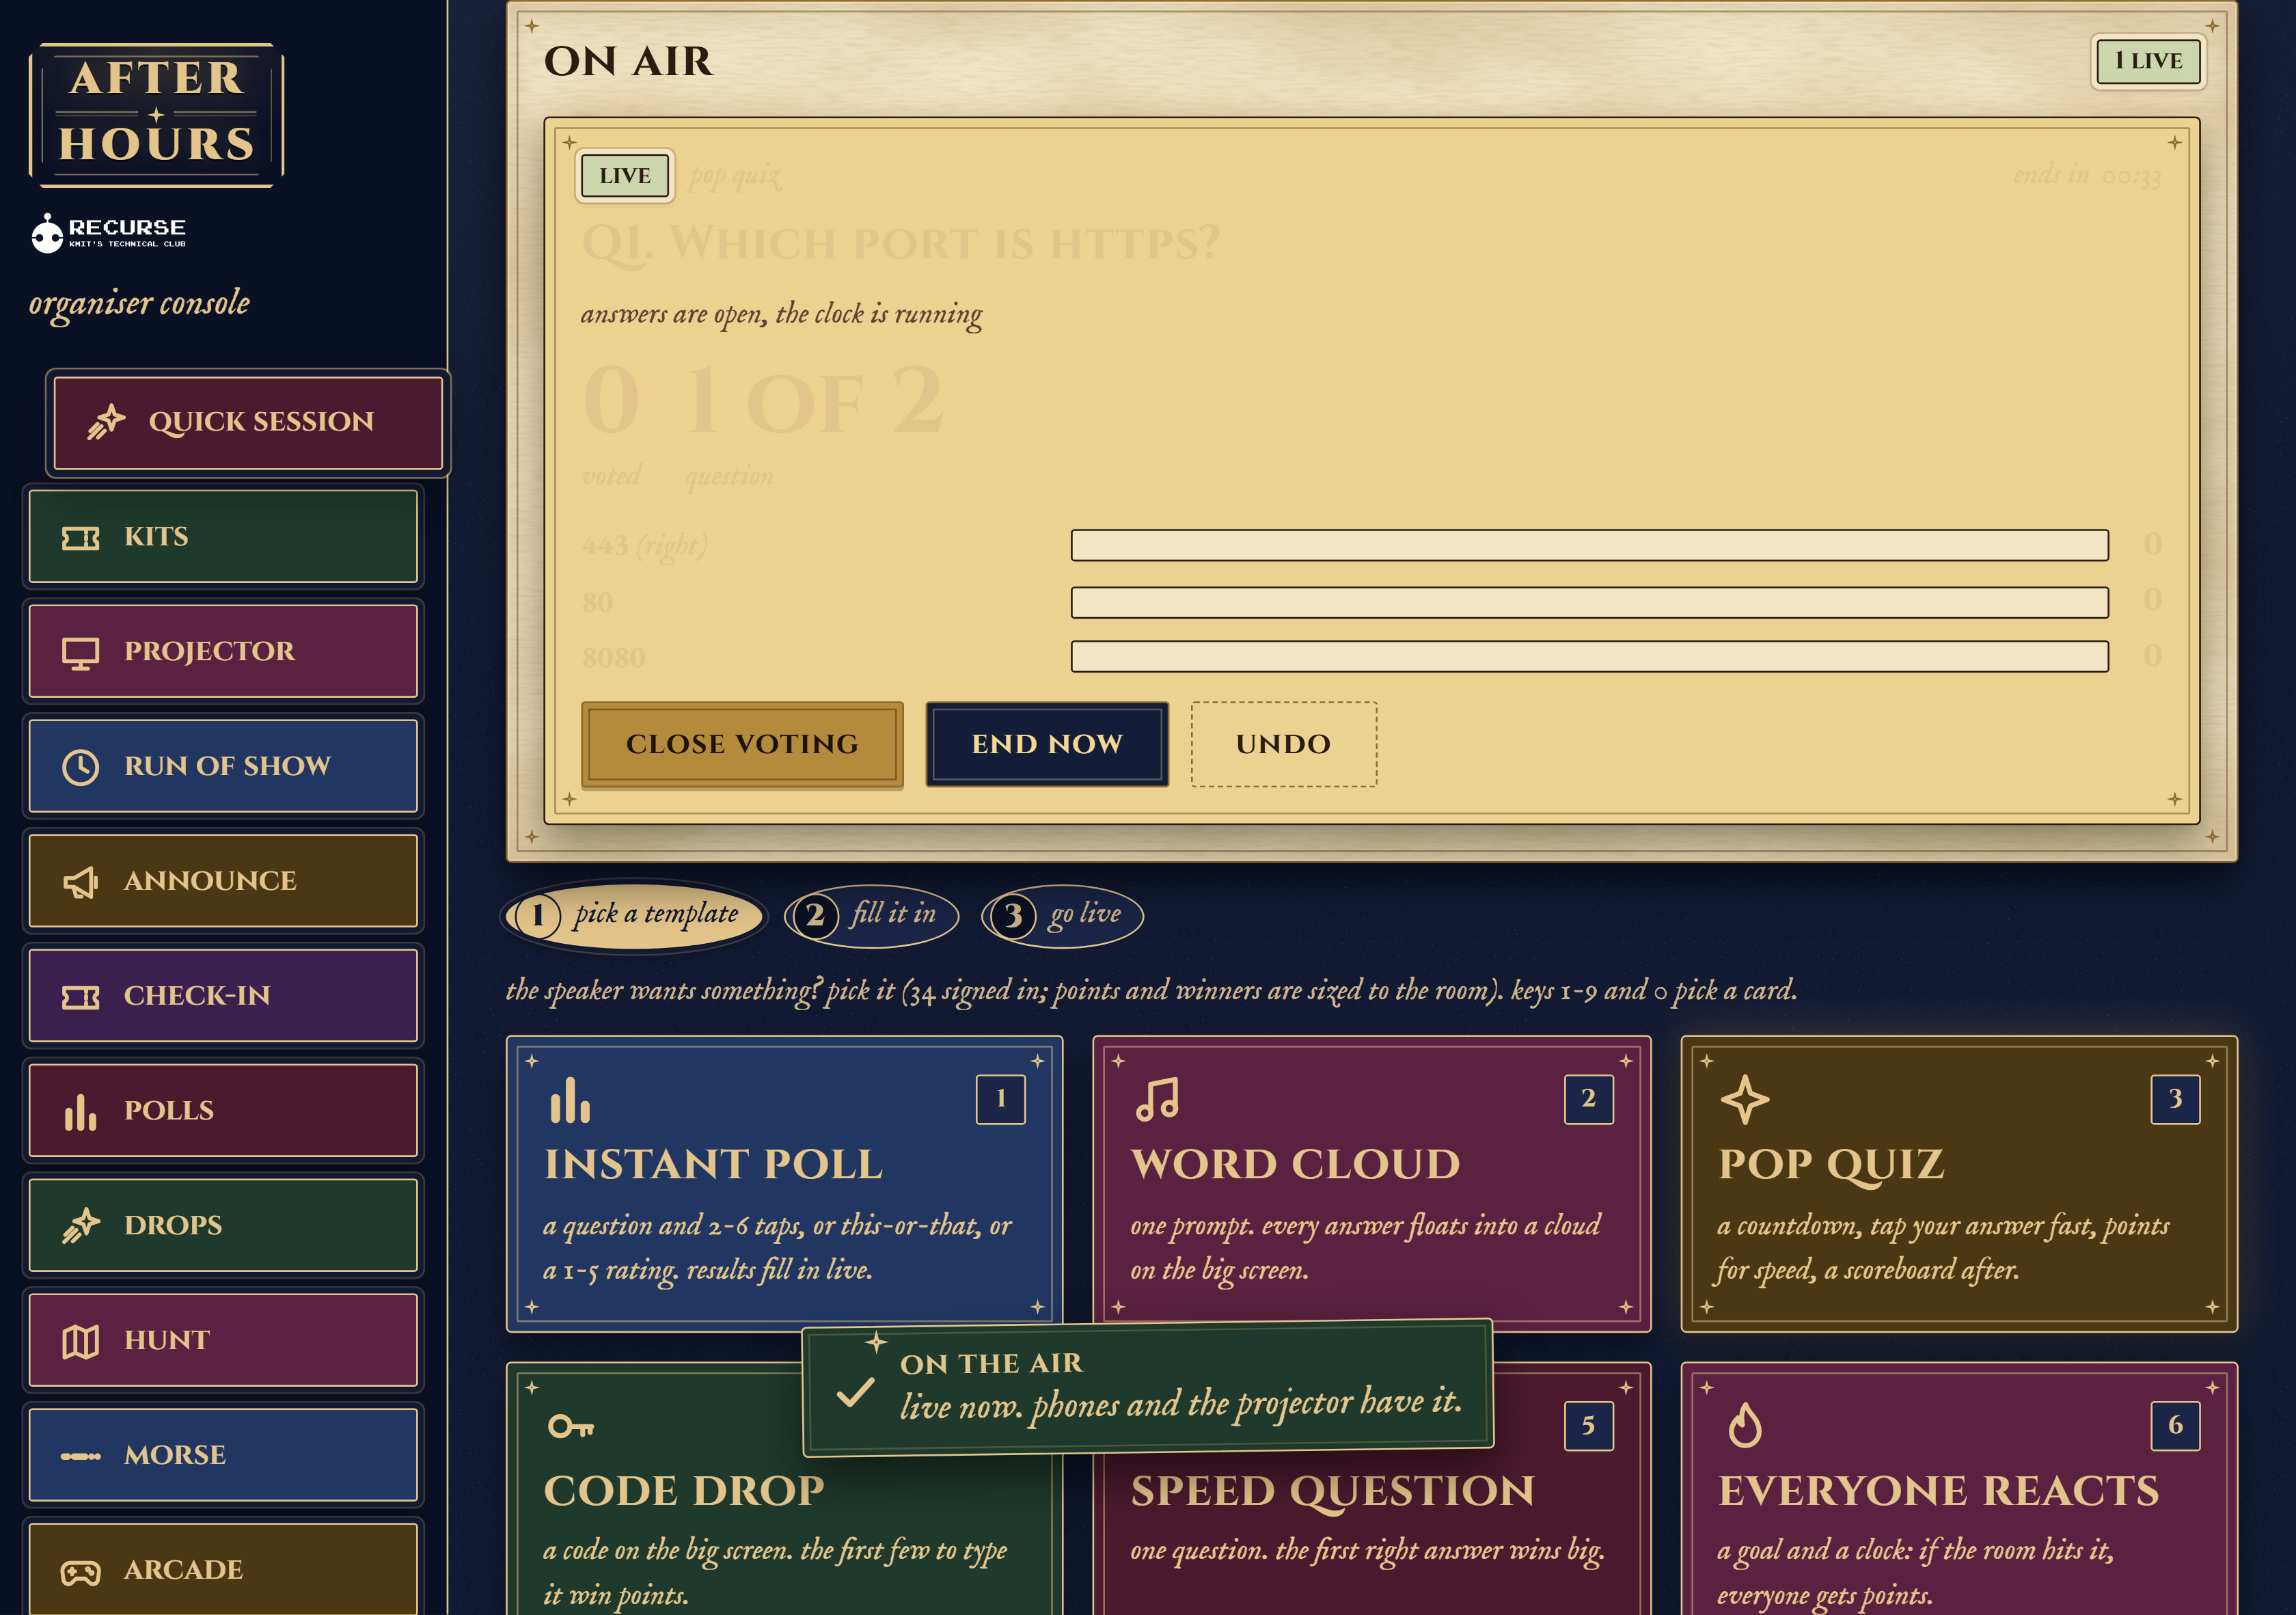 AFTER
HOURS
RECURSE
KMIT'S TECHNICAL CLUB
organiser console
QUICK SESSION
KITS
PROJECTOR
RUN OF SHOW
ANNOUNCE
CHECK-IN
POLLS
DROPS
HUNT
MORSE
ARCADE
ON AIR
1 LIVE
LIVE pop quiz ends in 00:33
Q1. WHICH PORT IS HTTPS?
answers are open, the clock is running
0 1 OF 2
voted question
443 (right) 0
80 0
8080 0
CLOSE VOTING END NOW UNDO
1 pick a template 2 fill it in 3 go live
the speaker wants something? pick it (34 signed in; points and winners are sized to the room). keys 1-9 and 0 pick a card.
1
INSTANT POLL
a question and 2-6 taps, or this-or-that, or
a 1-5 rating. results fill in live.
2
WORD CLOUD
one prompt. every answer floats into a cloud
on the big screen.
3
POP QUIZ
a countdown, tap your answer fast, points
for speed, a scoreboard after.
ON THE AIR
live now. phones and the projector have it.
CODE DROP
a code on the big screen. the first few to type
it win points.
5
SPEED QUESTION
one question. the first right answer wins big.
6
EVERYONE REACTS
a goal and a clock: if the room hits it,
everyone gets points.